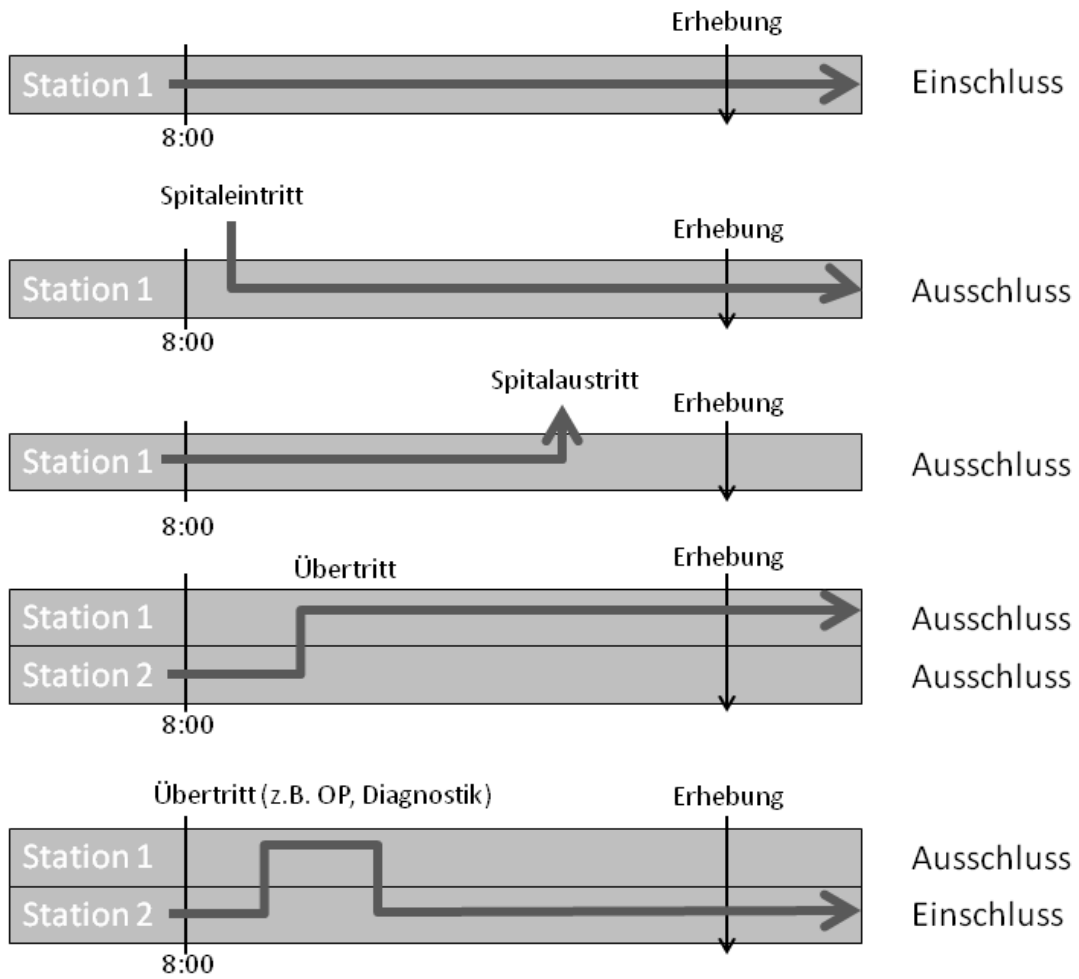 Erhebung
Station 1 Einschluss
8:00
Spitaleintritt
Erhebung
Station 1 Ausschluss
8:00
Spitalaustritt
Erhebung
Station 1 Ausschluss
8:00
Übertritt Erhebung
Station 1 Ausschluss
Station 2 Ausschluss
8:00
Übertritt (z.B. OP, Diagnostik) Erhebung
Station 1 Ausschluss
Station 2 Einschluss
8:00